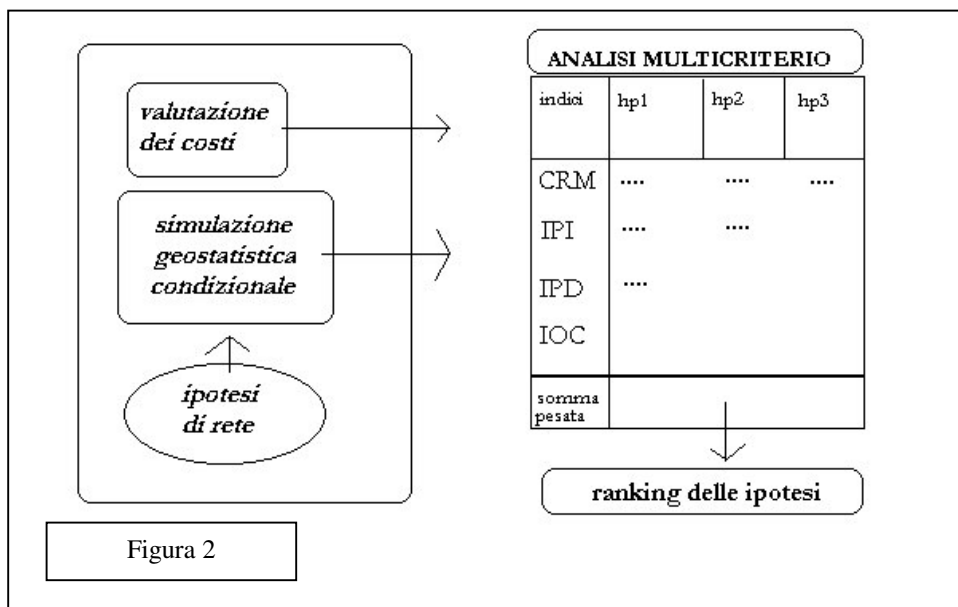 valutazione
dei costi
simulazione
geostatistica
condizionale
ipotesi
di rete
ANALISI MULTICRITERIO
indici hp1 hp2 hp3
CRM .... .... ....
IPI .... ....
IPD ....
IOC
somma
pesata
ranking delle ipotesi
Figura 2